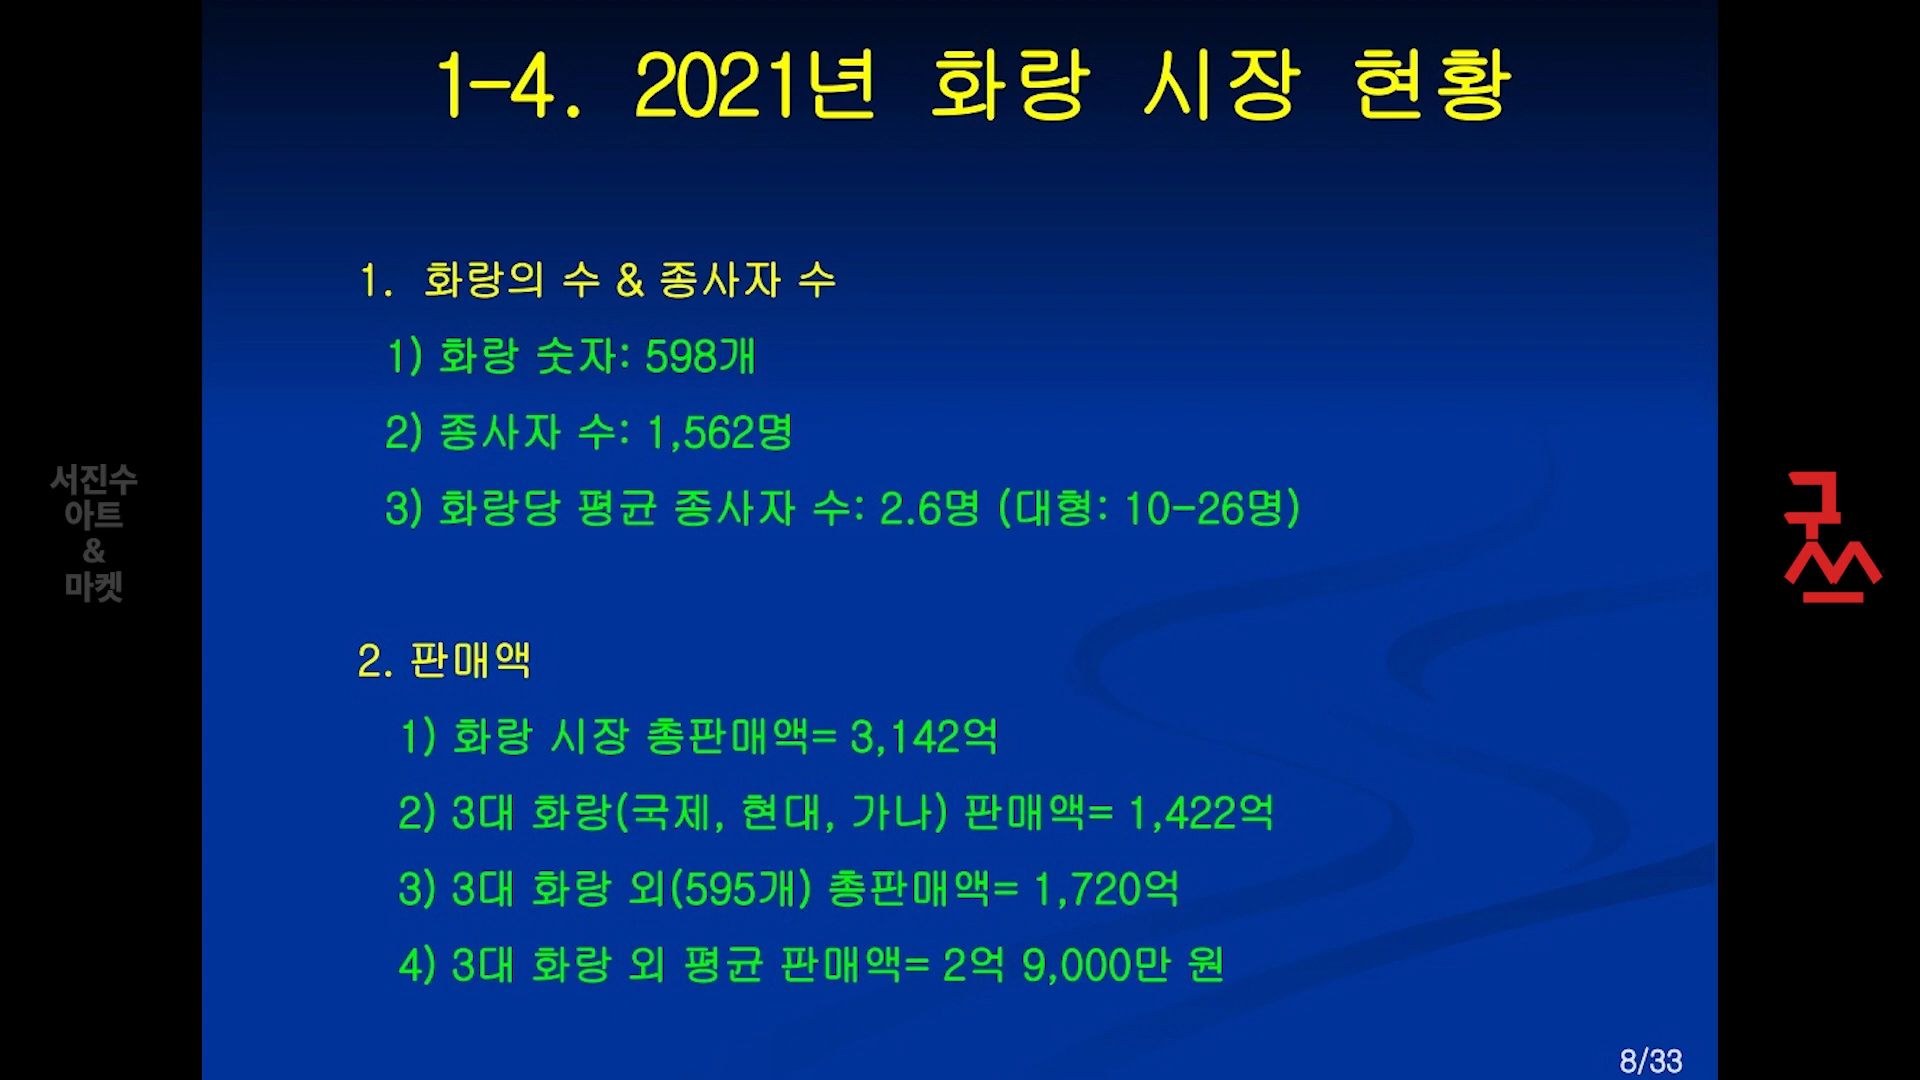 1-4. 2021년 화랑 시장 현황
1. 화랑의 수 & 종사자 수
1) 화랑 숫자: 598개
2) 종사자 수: 1,562명
3) 화랑당 평균 종사자 수: 2.6명 (대형: 10-26명)
2. 판매액
1) 화랑 시장 총판매액= 3,142억
2) 3대 화랑(국제, 현대, 가나) 판매액= 1,422억
3) 3대 화랑 외(595개) 총판매액= 1,720억
4) 3대 화랑 외 평균 판매액= 2억 9,000만 원
8/33
서진수
아트
&
마켓
구쓰